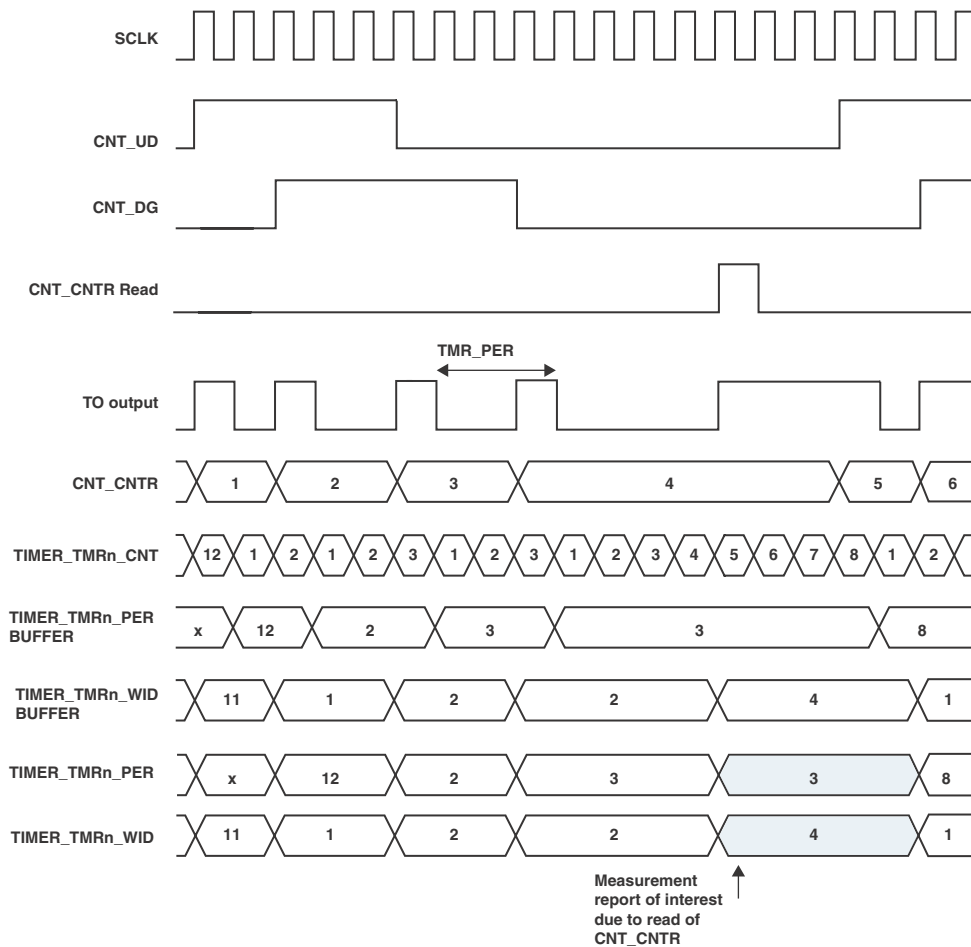 SCLK
CNT_UD
CNT_DG
CNT_CNTR Read
TMR_PER
TO output
CNT_CNTR
1 2 3 4 5 6
TIMER_TMRn_CNT
12 1 2 1 2 3 1 2 3 1 2 3 4 5 6 7 8 1 2
TIMER_TMRn_PER
BUFFER
x 12 2 3 3 8
TIMER_TMRn_WID
BUFFER
11 1 2 2 4 1
TIMER_TMRn_PER
x 12 2 3 3 8
TIMER_TMRn_WID
11 1 2 2 4 1
Measurement
report of interest
due to read of
CNT_CNTR